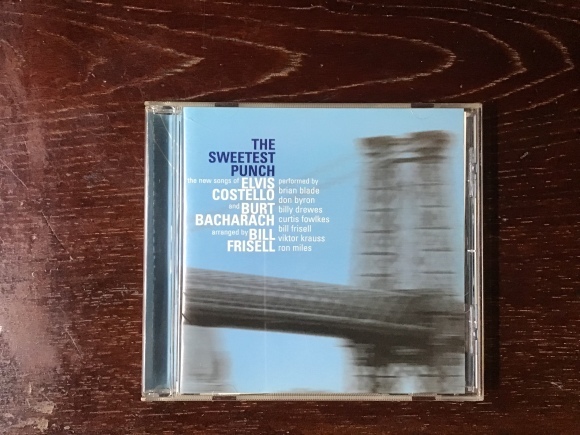 THE
SWEETEST
PUNCH
the new songs of ELVIS
COSTELLO
and BURT
BACHARACH
arranged by BILL
FRISELL
performed by
brian blade
don byron
billy drewes
curtis fowlkes
bill frisell
viktor krauss
ron miles